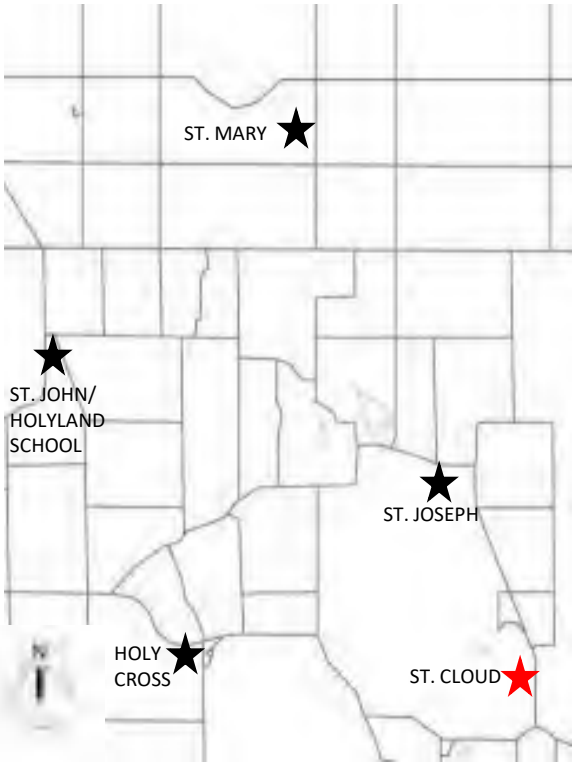 ST. MARY
ST. JOHN/
HOLYLAND
SCHOOL
ST. JOSEPH
N
HOLY
CROSS
ST. CLOUD